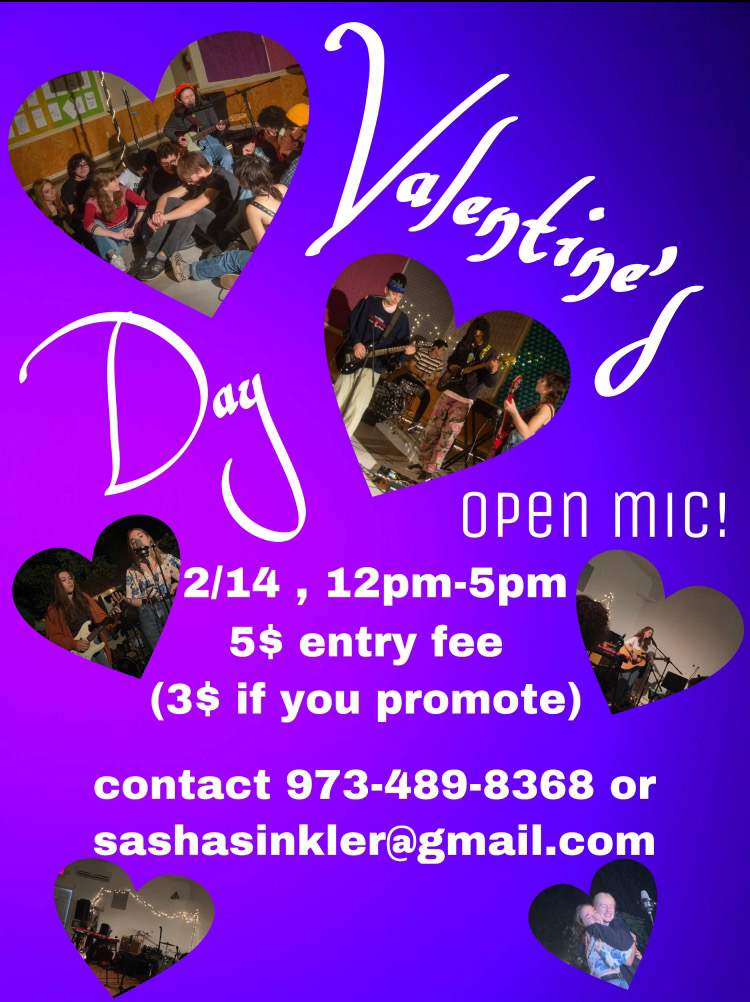 Valentine's
Day
open mic!
2/14 , 12pm-5pm
5$ entry fee
(3$ if you promote)
contact 973-489-8368 or
sashasinkler@gmail.com